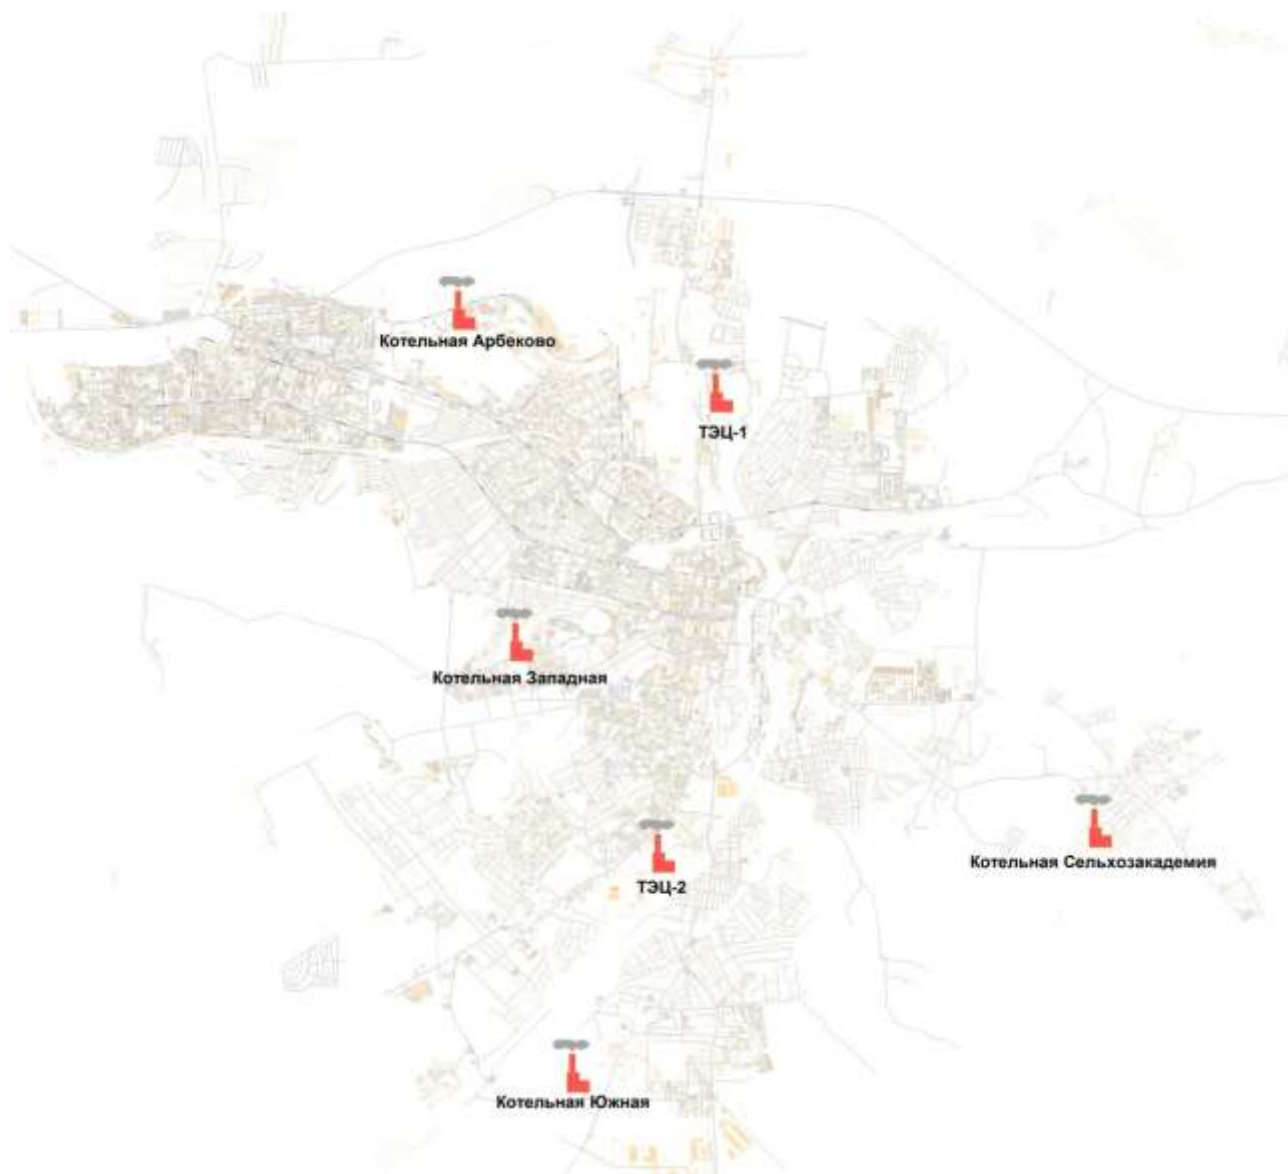 Котельная Арбеково
ТЭЦ-1
Котельная Западная
Котельная Сельхозакадемия
ТЭЦ-2
Котельная Южная